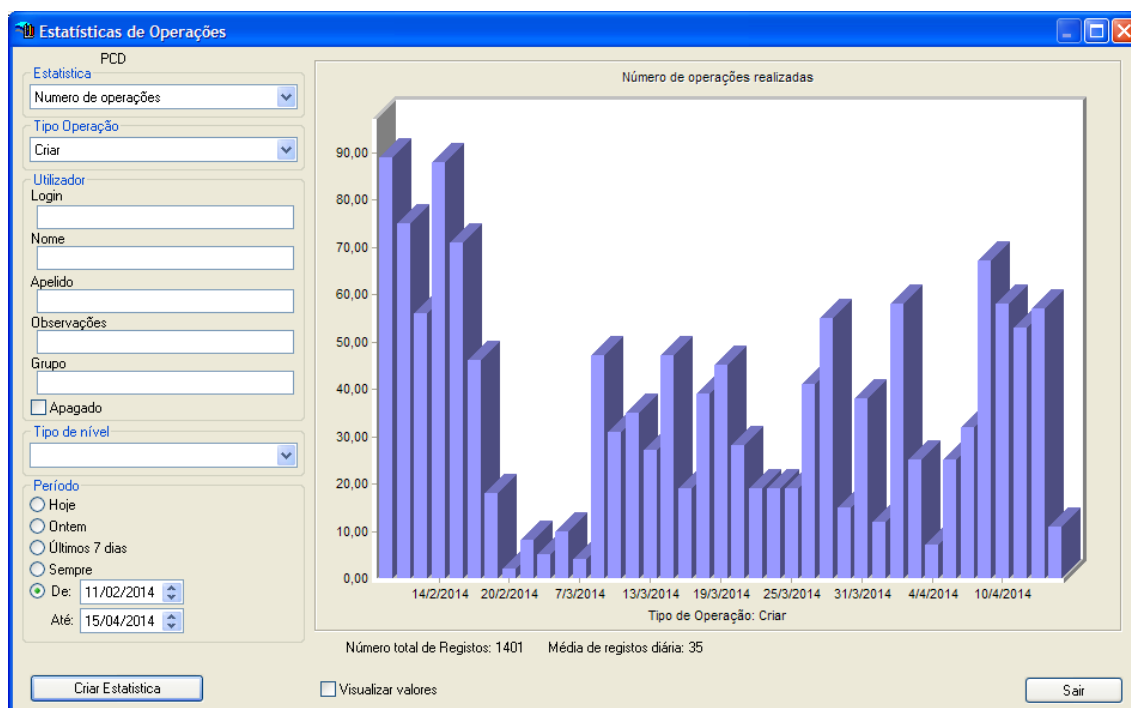 Estatísticas de Operações
PCD
Estatistica
Numero de operações
Tipo Operação
Criar
Utilizador
Login
Nome
Apelido
Observações
Grupo
Apagado
Tipo de nível
Período
Hoje
Ontem
Últimos 7 dias
Sempre
De: 11/02/2014
Até: 15/04/2014
Criar Estatistica
Número de operações realizadas
90,00
80,00
70,00
60,00
50,00
40,00
30,00
20,00
10,00
0,00
14/2/2014 20/2/2014 7/3/2014 13/3/2014 19/3/2014 25/3/2014 31/3/2014 4/4/2014 10/4/2014
Tipo de Operação: Criar
Número total de Registos: 1401 Média de registos diária: 35
Visualizar valores
Sair